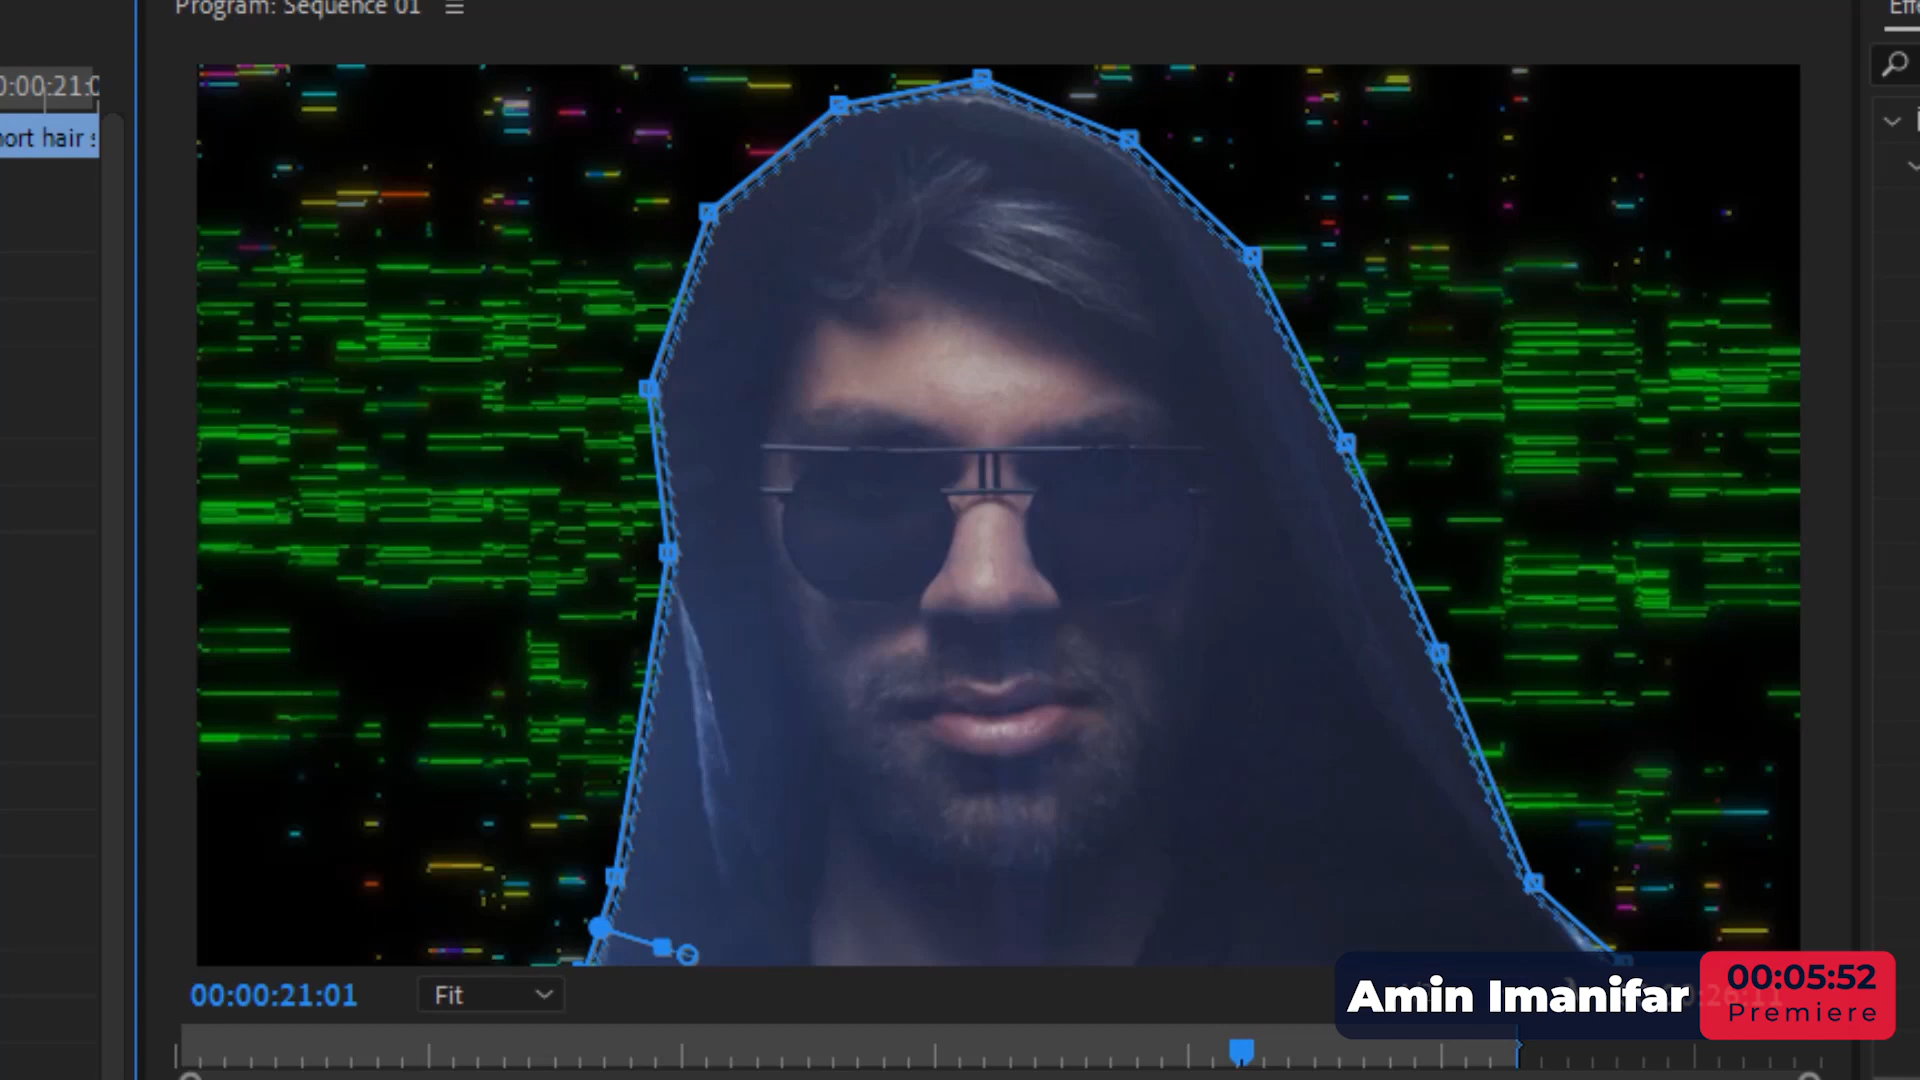 Program: Sequence 01
Eff
0:00:21:0
ort hair s
00:00:21:01
Fit
Amin Imanifar
00:05:52
Premiere